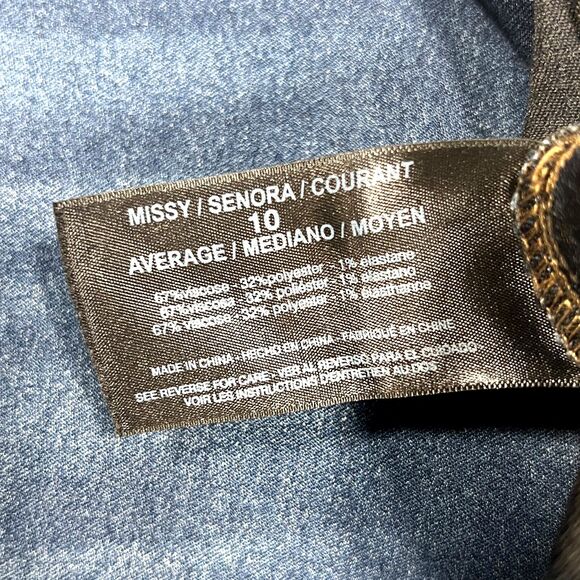 MISSY / SENORA / COURANT
10
AVERAGE / MEDIANO / MOYEN
67%viscose - 32%polyester - 1% elastane
67%viscosa - 32% poliéster - 1% elastano
67% viscose - 32% polyester - 1% élasthanne
MADE IN CHINA - HECHO EN CHINA - FABRIQUÉ EN CHINE
SEE REVERSE FOR CARE - VER AL REVERSO PARA EL CUIDADO
VOIR LES INSTRUCTIONS D'ENTRETIEN AU DOS